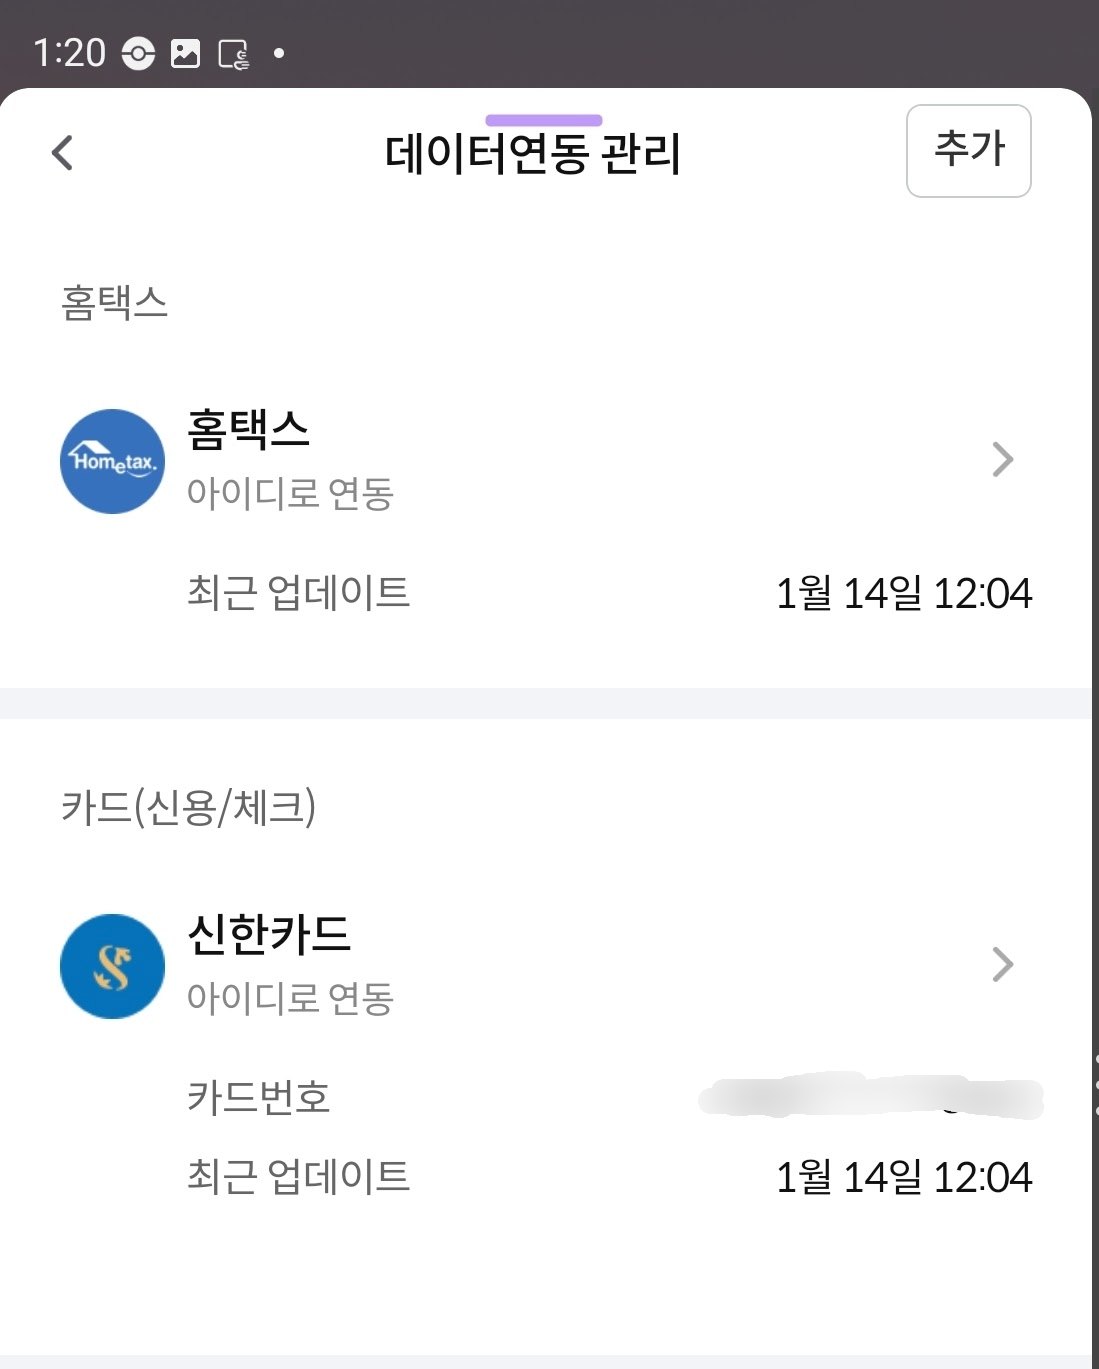 1:20
데이터연동 관리
추가
홈택스
Hometax.
홈택스
아이디로 연동
최근 업데이트 1월 14일 12:04
카드(신용/체크)
신한카드
아이디로 연동
카드번호
최근 업데이트 1월 14일 12:04